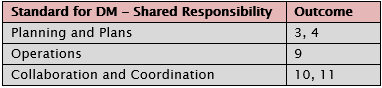 Standard for DM – Shared Responsibility Outcome
Planning and Plans 3, 4
Operations 9
Collaboration and Coordination 10, 11